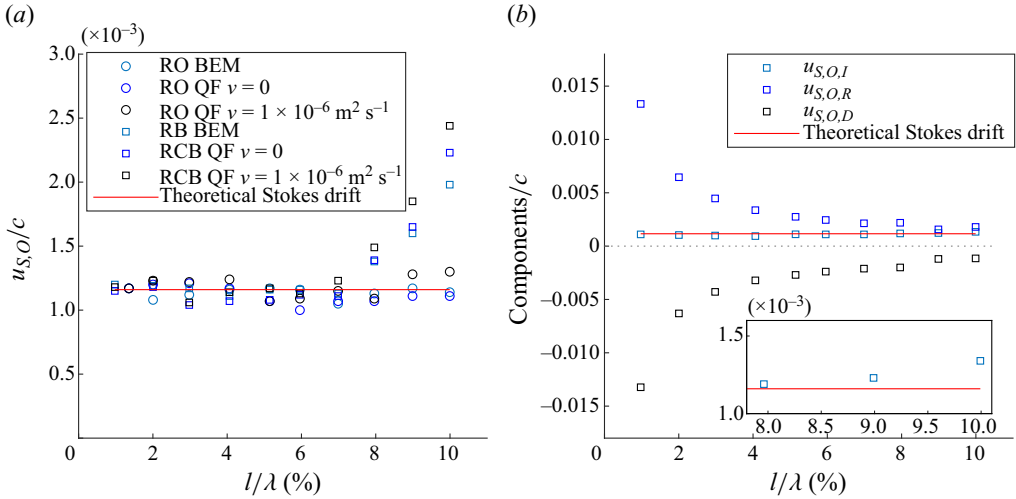 (a)
(×10⁻³)
3.0
2.5
2.0
1.5
1.0
0.5
0
2
4
6
8
10
u_{S,O}/c
l/λ (%)
RO BEM
RO QF v = 0
RO QF v = 1 × 10⁻⁶ m² s⁻¹
RB BEM
RCB QF v = 0
RCB QF v = 1 × 10⁻⁶ m² s⁻¹
Theoretical Stokes drift
(b)
0.015
0.010
0.005
0
−0.005
−0.010
−0.015
0
2
4
6
8
10
Components/c
l/λ (%)
u_{S,O,I}
u_{S,O,R}
u_{S,O,D}
Theoretical Stokes drift
(×10⁻³)
1.5
1.0
8.0
8.5
9.0
9.5
10.0